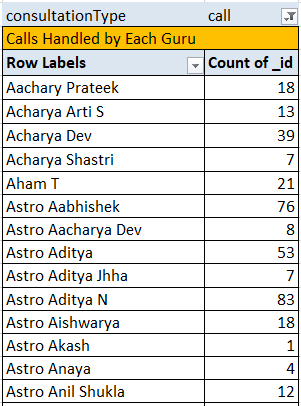 consultationType call
Calls Handled by Each Guru
Row Labels Count of _id
Aachary Prateek 18
Acharya Arti S 13
Acharya Dev 39
Acharya Shastri 7
Aham T 21
Astro Aabhishek 76
Astro Aacharya Dev 8
Astro Aditya 53
Astro Aditya Jhha 7
Astro Aditya N 83
Astro Aishwarya 18
Astro Akash 1
Astro Anaya 4
Astro Anil Shukla 12